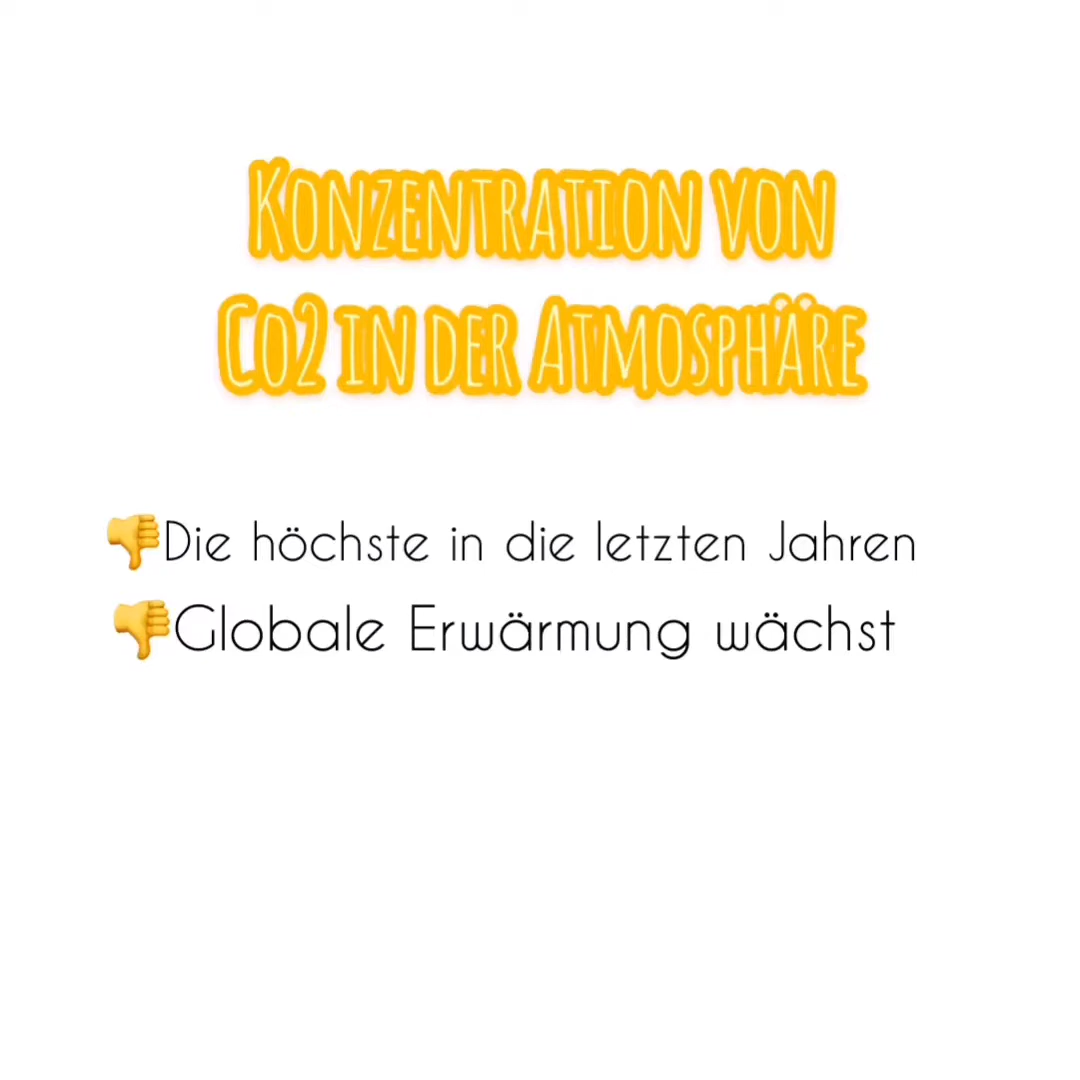 Konzentration von
Co2 in der Atmosphäre
👎Die höchste in die letzten Jahren
👎Globale Erwärmung wächst